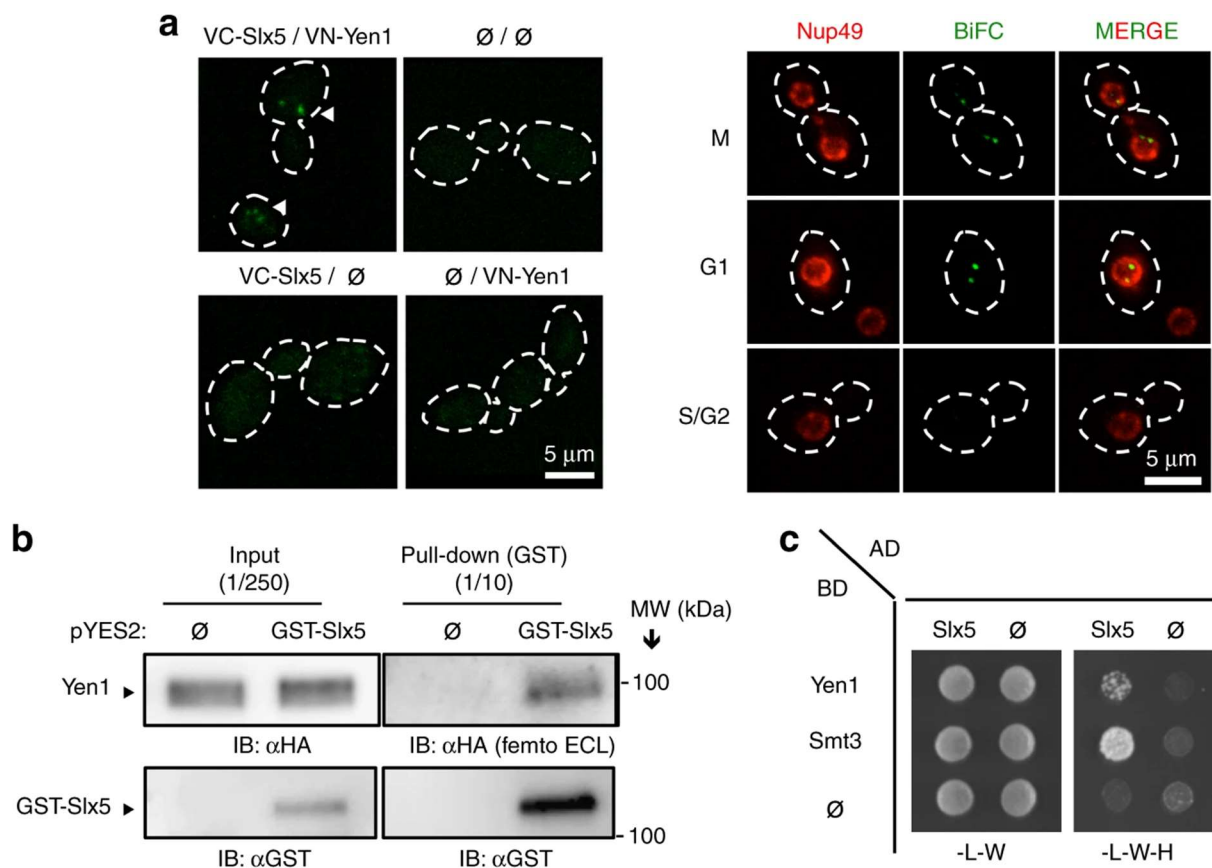 a
VC-Slx5 / VN-Yen1
Ø / Ø
VC-Slx5 / Ø
Ø / VN-Yen1
5 μm
Nup49
BiFC
MERGE
M
G1
S/G2
5 μm
b
Input
(1/250)
Pull-down (GST)
(1/10)
MW (kDa)
pYES2:
Ø
GST-Slx5
Ø
GST-Slx5
Yen1
- 100
IB: αHA
IB: αHA (femto ECL)
GST-Slx5
100
IB: αGST
IB: αGST
c
AD
BD
Slx5
Ø
Slx5
Ø
Yen1
Smt3
Ø
-L-W
-L-W-H